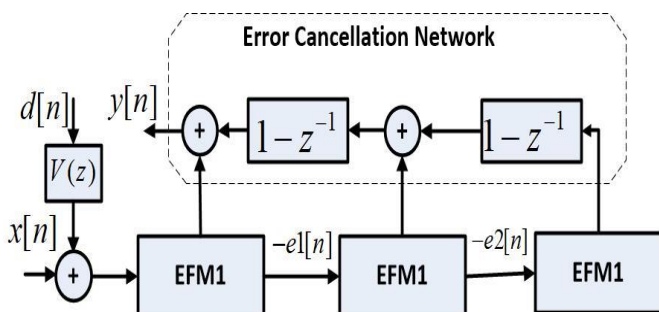 Error Cancellation Network
d[n]
y[n]
+
1 − z⁻¹
+
1 − z⁻¹
V(z)
x[n]
+
EFM1
−e1[n]
EFM1
−e2[n]
EFM1